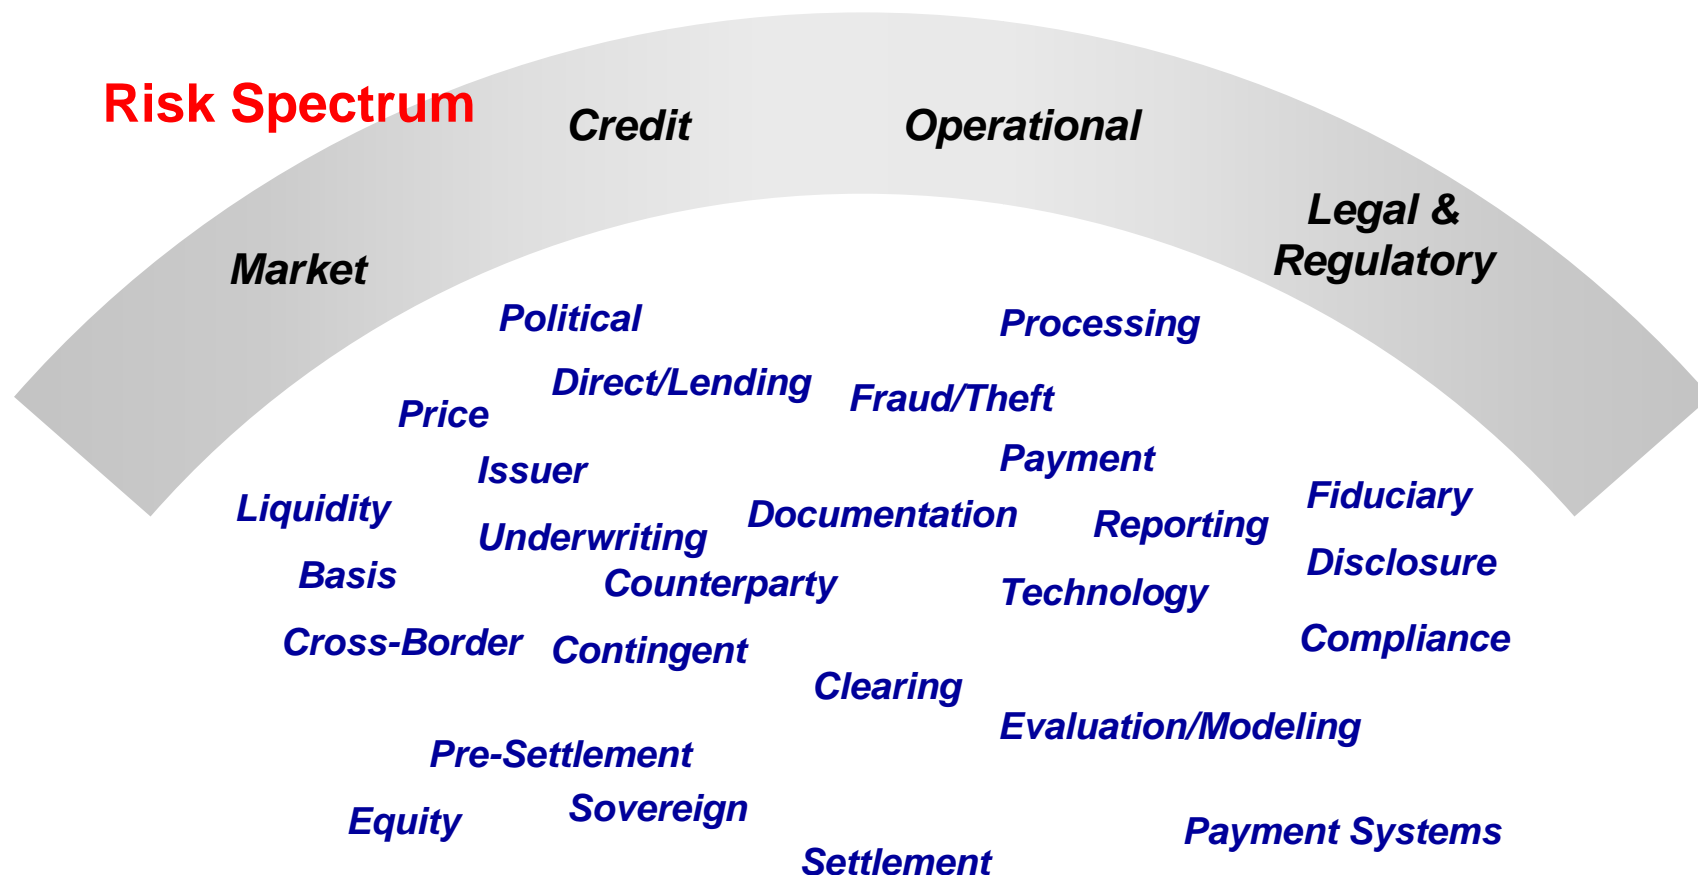 Risk Spectrum
Credit
Operational
Legal &
Regulatory
Market
Political
Processing
Direct/Lending
Fraud/Theft
Price
Payment
Issuer
Fiduciary
Liquidity
Documentation
Reporting
Underwriting
Disclosure
Basis
Counterparty
Technology
Compliance
Cross-Border
Contingent
Clearing
Evaluation/Modeling
Pre-Settlement
Sovereign
Equity
Payment Systems
Settlement